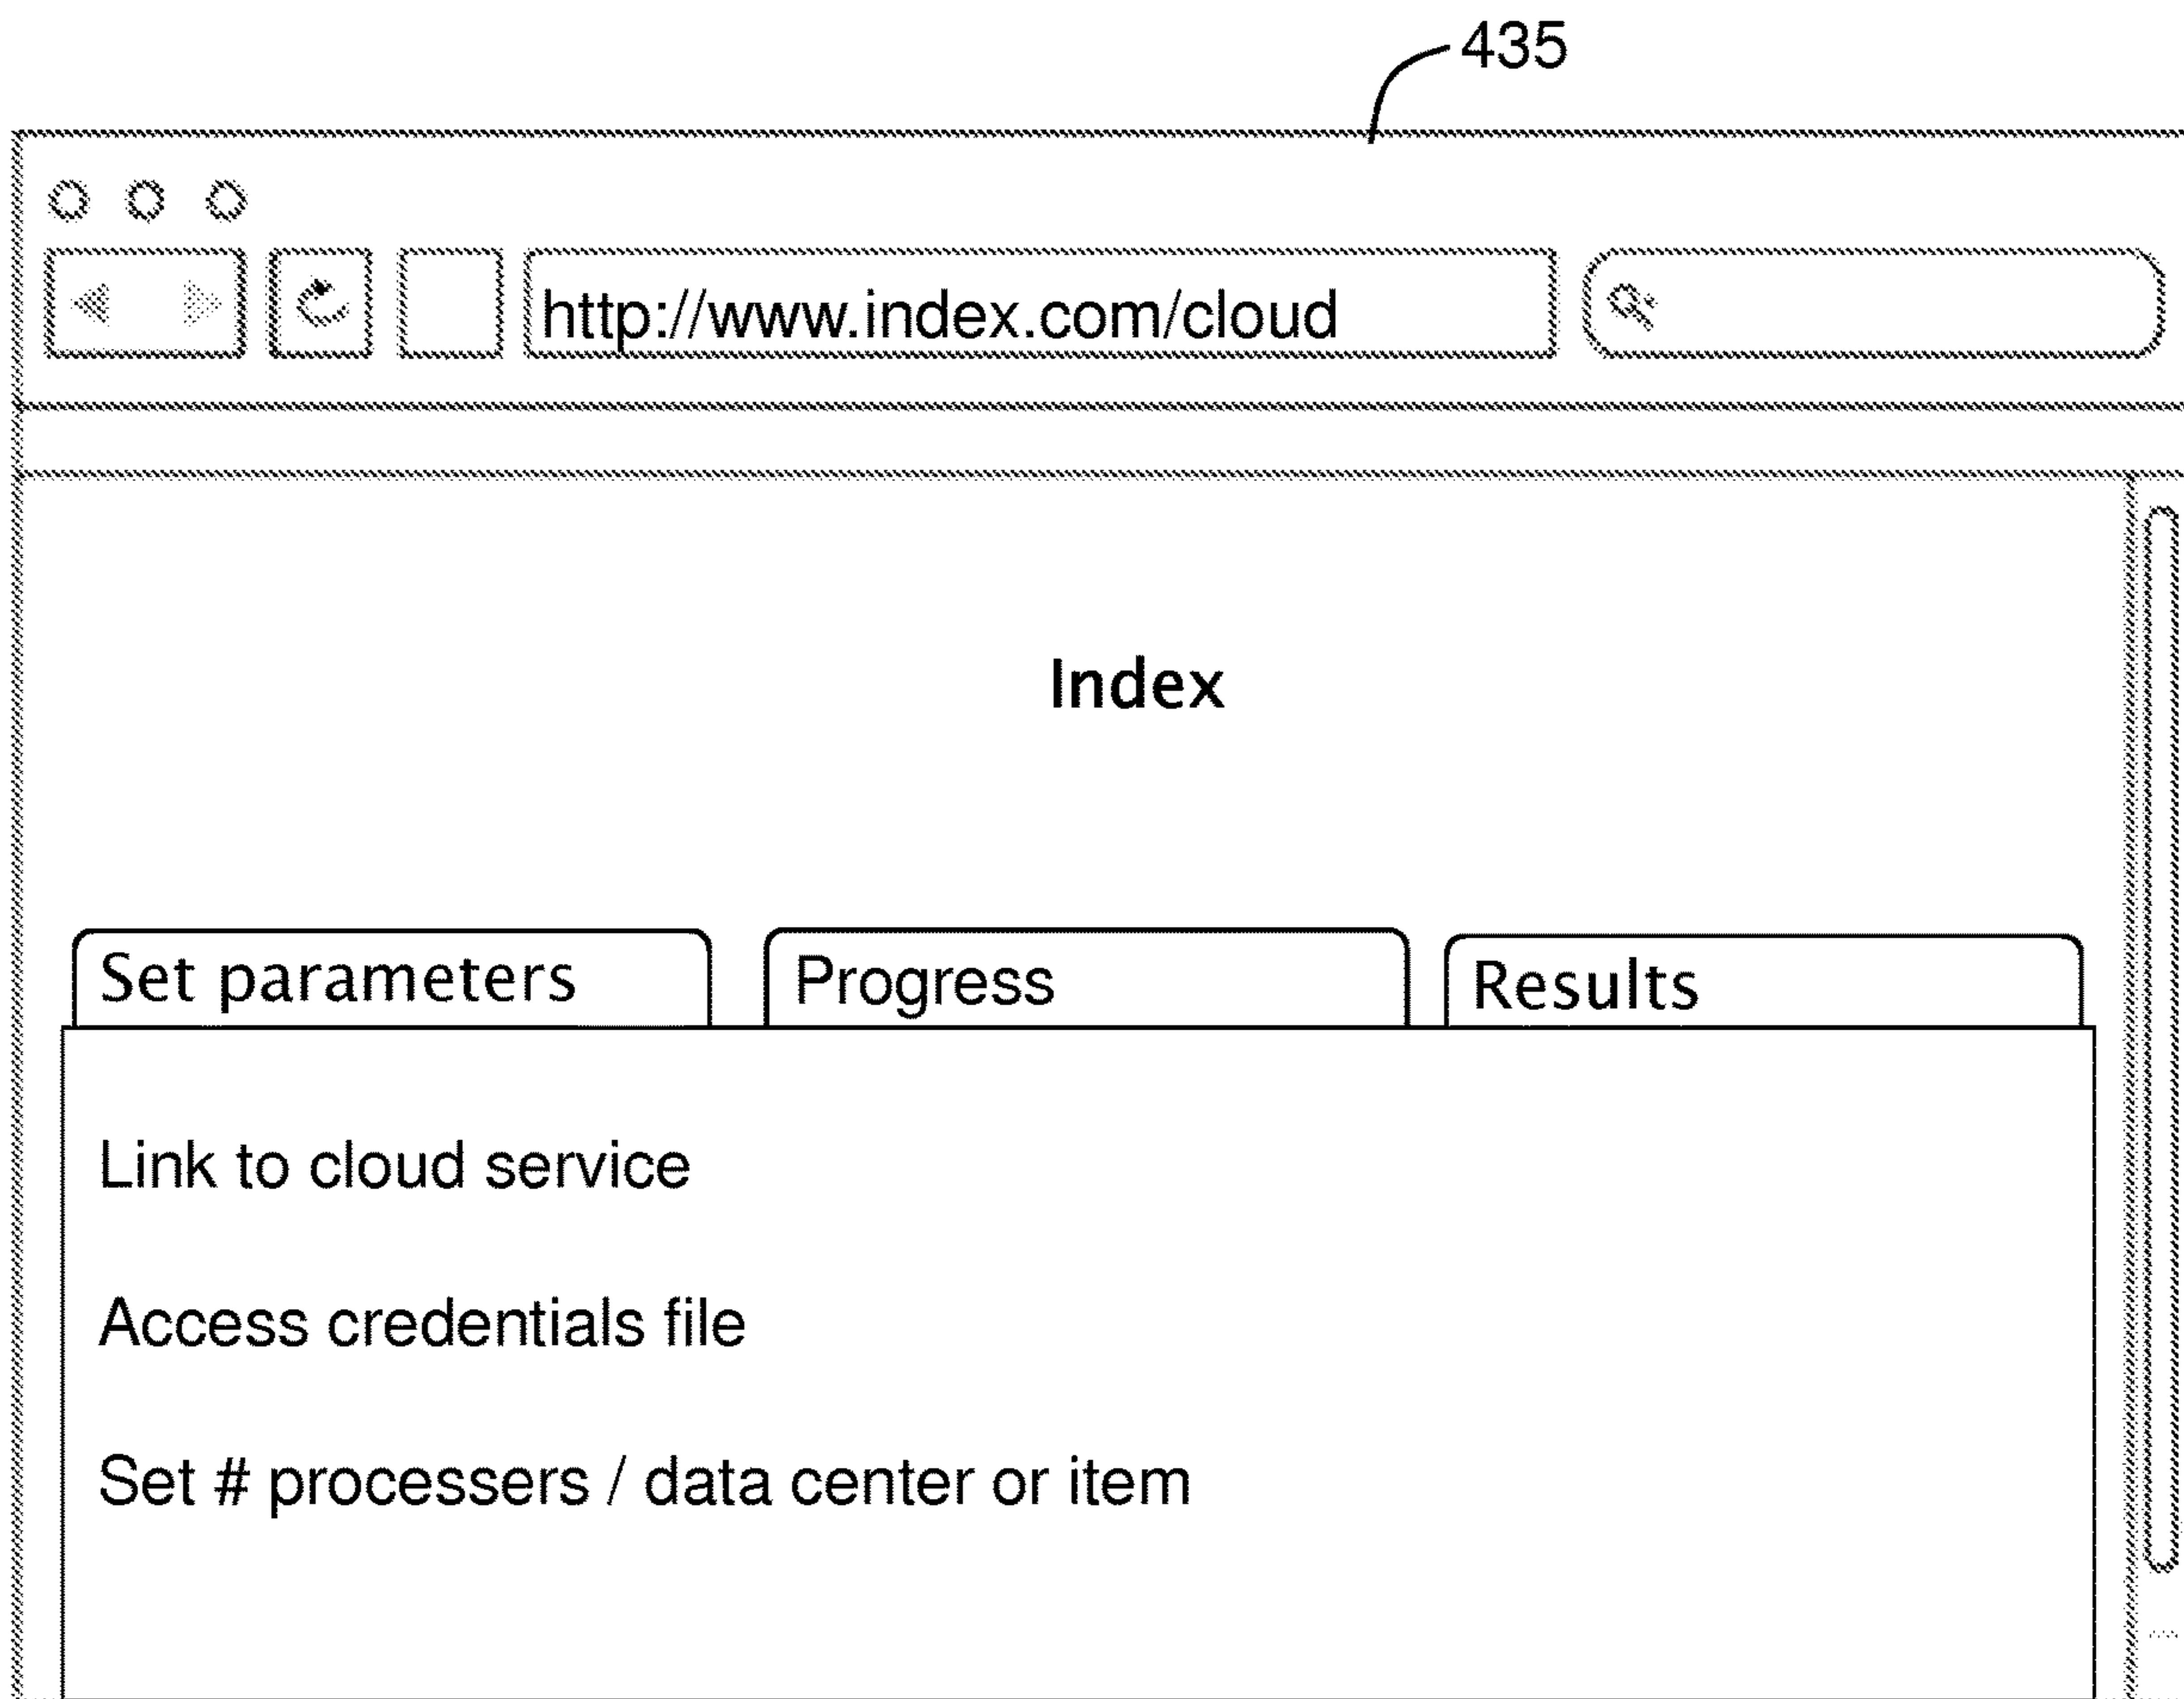 435
http://www.index.com/cloud
Index
Set parameters
Progress
Results
Link to cloud service
Access credentials file
Set # processers / data center or item